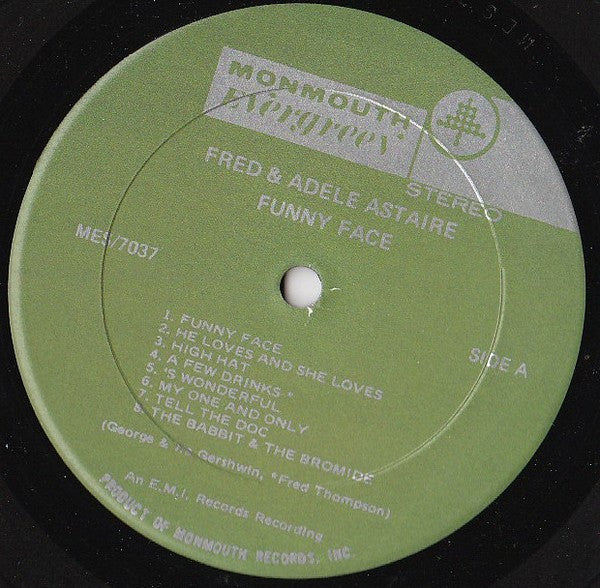 MONMOUTH
Evergreen
STEREO
FRED & ADELE ASTAIRE
FUNNY FACE
MES/7037
SIDE A
1. FUNNY FACE
2. HE LOVES AND SHE LOVES
3. HIGH HAT
4. A FEW DRINKS *
5. 'S WONDERFUL
6. MY ONE AND ONLY
7. TELL THE DOC
8. THE BABBIT & THE BROMIDE
(George & Ira Gershwin, *Fred Thompson)
An E.M.I. Records Recording
PRODUCT OF MONMOUTH RECORDS, INC.